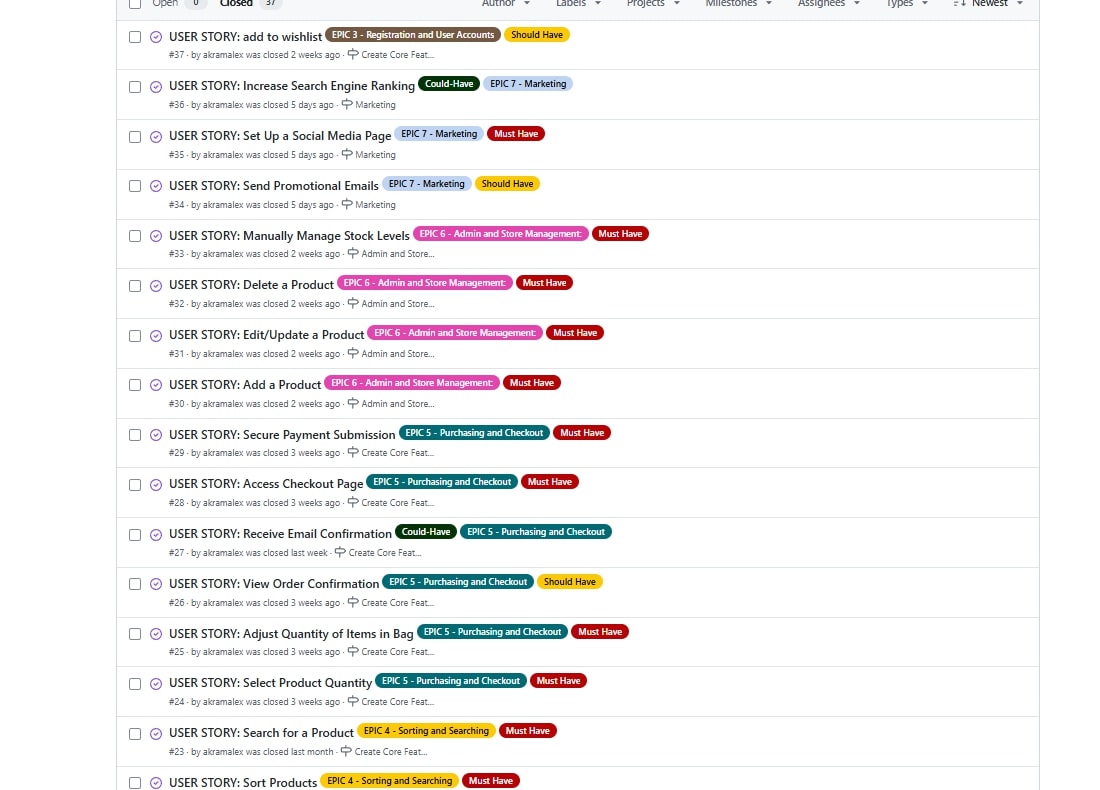 Open 0 Closed 37 Author Labels Projects Milestones Assignees Types Newest
USER STORY: add to wishlist EPIC 3 - Registration and User Accounts Should Have
#37 · by akramalex was closed 2 weeks ago · Create Core Feat...
USER STORY: Increase Search Engine Ranking Could-Have EPIC 7 - Marketing
#36 · by akramalex was closed 5 days ago · Marketing
USER STORY: Set Up a Social Media Page EPIC 7 - Marketing Must Have
#35 · by akramalex was closed 5 days ago · Marketing
USER STORY: Send Promotional Emails EPIC 7 - Marketing Should Have
#34 · by akramalex was closed 5 days ago · Marketing
USER STORY: Manually Manage Stock Levels EPIC 6 - Admin and Store Management: Must Have
#33 · by akramalex was closed 2 weeks ago · Admin and Store...
USER STORY: Delete a Product EPIC 6 - Admin and Store Management: Must Have
#32 · by akramalex was closed 2 weeks ago · Admin and Store...
USER STORY: Edit/Update a Product EPIC 6 - Admin and Store Management: Must Have
#31 · by akramalex was closed 2 weeks ago · Admin and Store...
USER STORY: Add a Product EPIC 6 - Admin and Store Management: Must Have
#30 · by akramalex was closed 2 weeks ago · Admin and Store...
USER STORY: Secure Payment Submission EPIC 5 - Purchasing and Checkout Must Have
#29 · by akramalex was closed 3 weeks ago · Create Core Feat...
USER STORY: Access Checkout Page EPIC 5 - Purchasing and Checkout Must Have
#28 · by akramalex was closed 3 weeks ago · Create Core Feat...
USER STORY: Receive Email Confirmation Could-Have EPIC 5 - Purchasing and Checkout
#27 · by akramalex was closed last week · Create Core Feat...
USER STORY: View Order Confirmation EPIC 5 - Purchasing and Checkout Should Have
#26 · by akramalex was closed 3 weeks ago · Create Core Feat...
USER STORY: Adjust Quantity of Items in Bag EPIC 5 - Purchasing and Checkout Must Have
#25 · by akramalex was closed 3 weeks ago · Create Core Feat...
USER STORY: Select Product Quantity EPIC 5 - Purchasing and Checkout Must Have
#24 · by akramalex was closed 3 weeks ago · Create Core Feat...
USER STORY: Search for a Product EPIC 4 - Sorting and Searching Must Have
#23 · by akramalex was closed last month · Create Core Feat...
USER STORY: Sort Products EPIC 4 - Sorting and Searching Must Have